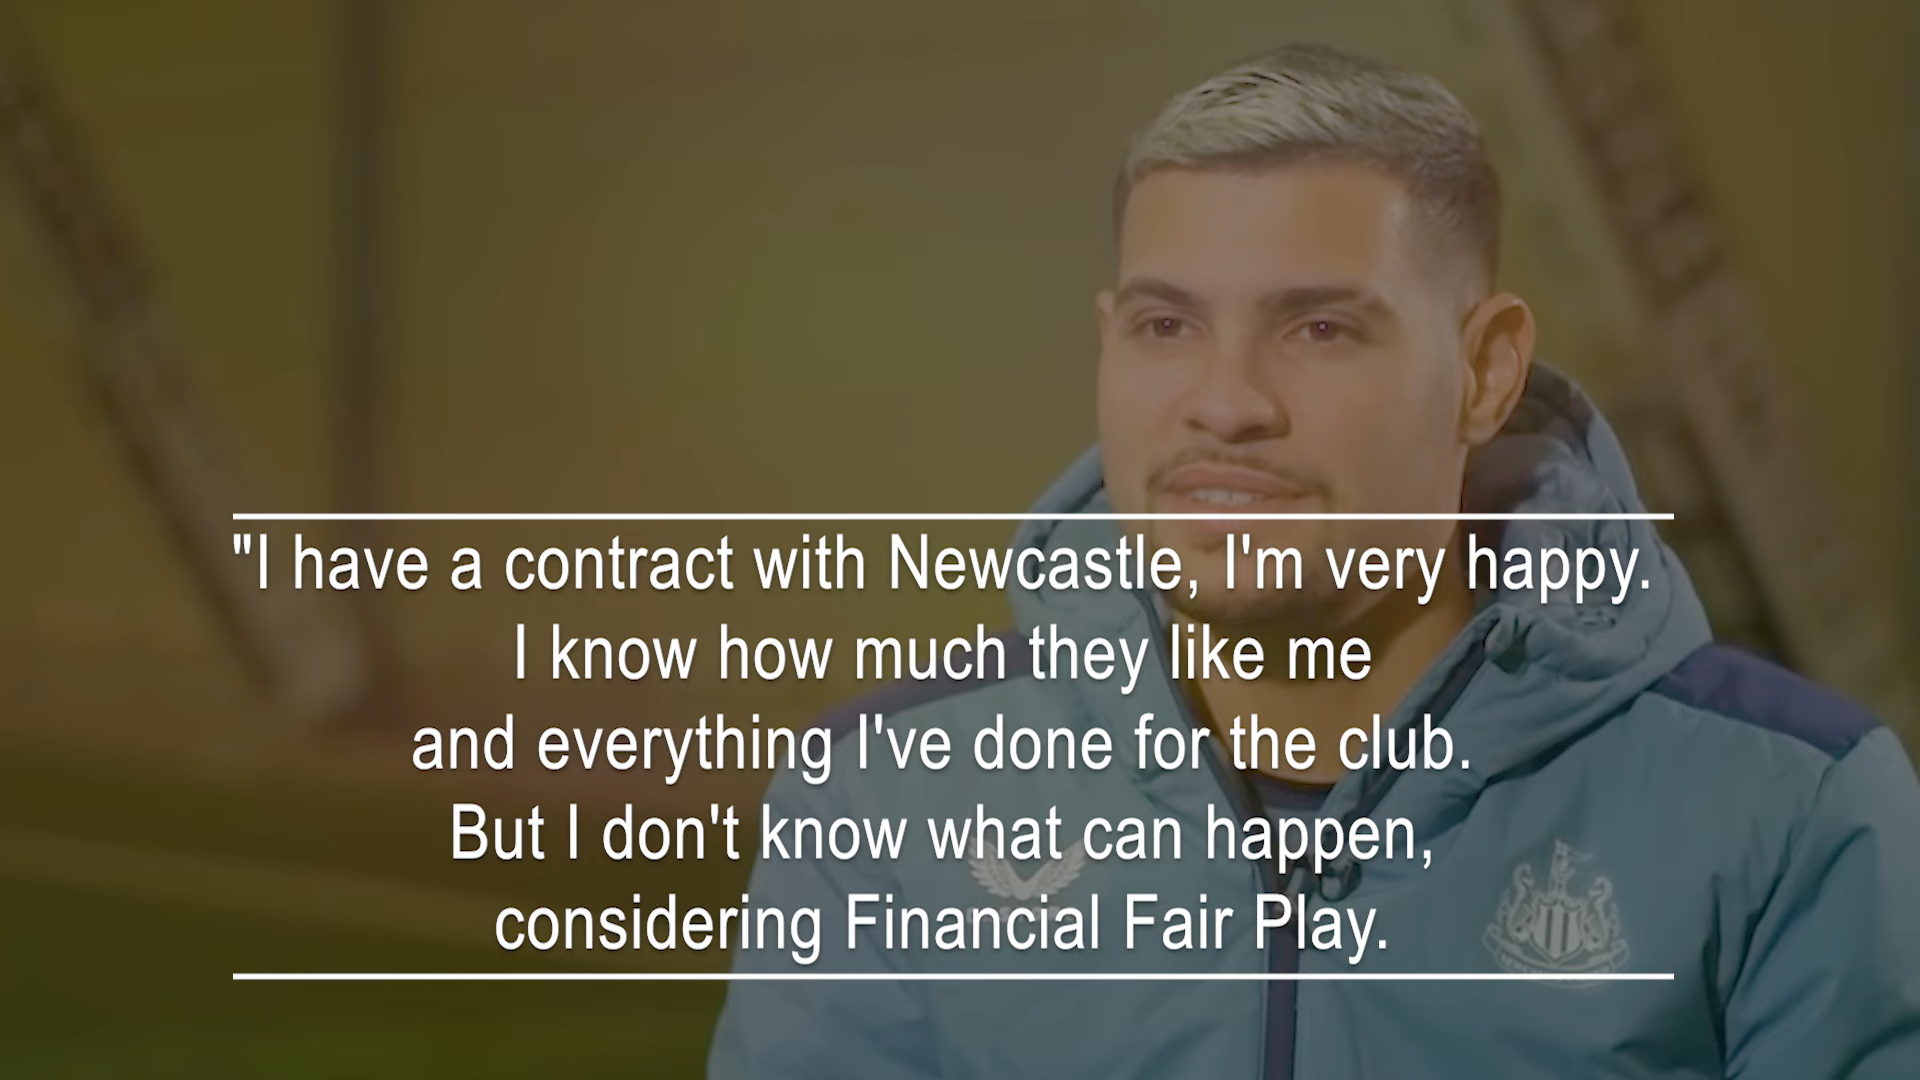 "I have a contract with Newcastle, I'm very happy.
I know how much they like me
and everything I've done for the club.
But I don't know what can happen,
considering Financial Fair Play.